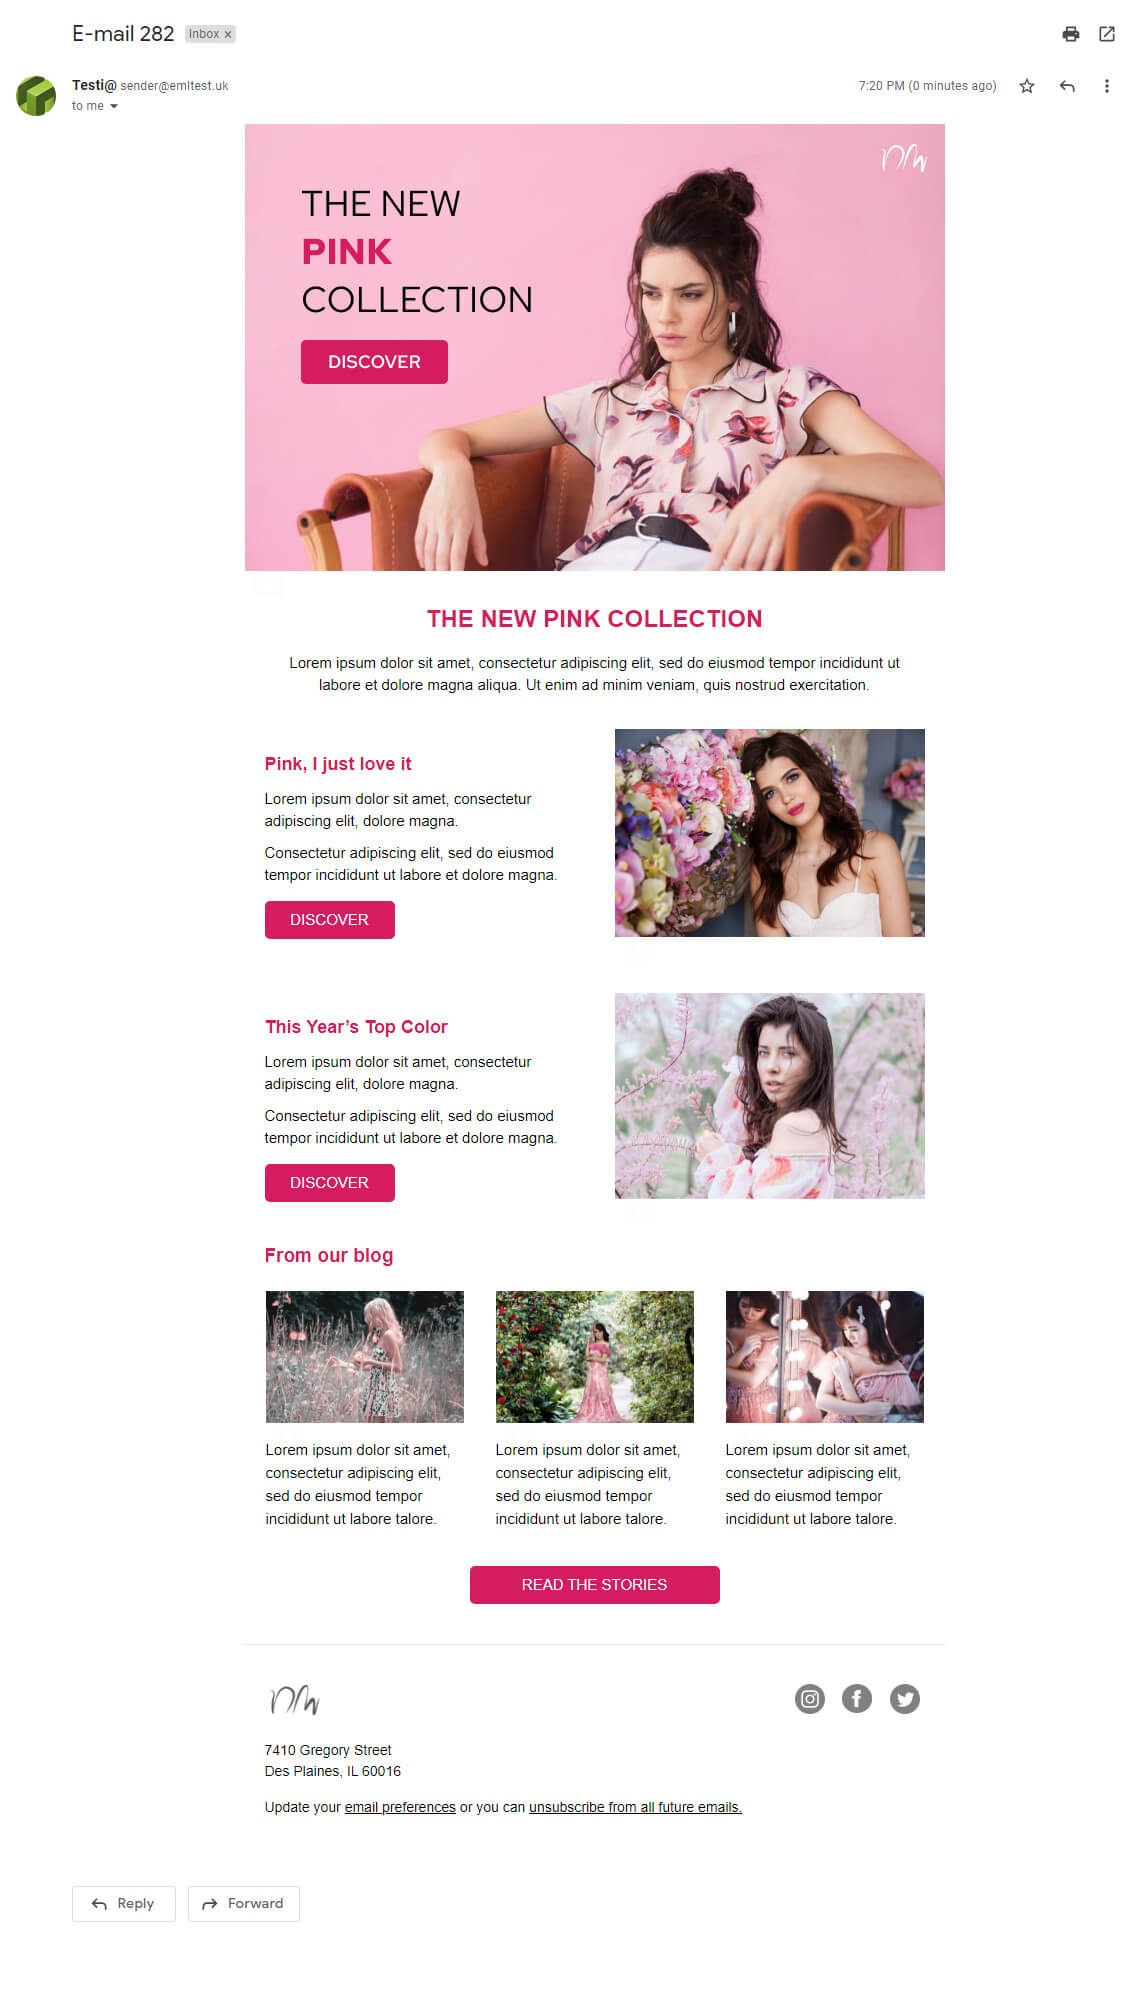 E-mail 282 Inbox ×
Testi@ sender@emltest.uk
7:20 PM (0 minutes ago)
to me
THE NEW
PINK
COLLECTION
DISCOVER
THE NEW PINK COLLECTION
Lorem ipsum dolor sit amet, consectetur adipiscing elit, sed do eiusmod tempor incididunt ut
labore et dolore magna aliqua. Ut enim ad minim veniam, quis nostrud exercitation.
Pink, I just love it
Lorem ipsum dolor sit amet, consectetur
adipiscing elit, dolore magna.
Consectetur adipiscing elit, sed do eiusmod
tempor incididunt ut labore et dolore magna.
DISCOVER
This Year’s Top Color
Lorem ipsum dolor sit amet, consectetur
adipiscing elit, dolore magna.
Consectetur adipiscing elit, sed do eiusmod
tempor incididunt ut labore et dolore magna.
DISCOVER
From our blog
Lorem ipsum dolor sit amet,
consectetur adipiscing elit,
sed do eiusmod tempor
incididunt ut labore talore.
Lorem ipsum dolor sit amet,
consectetur adipiscing elit,
sed do eiusmod tempor
incididunt ut labore talore.
Lorem ipsum dolor sit amet,
consectetur adipiscing elit,
sed do eiusmod tempor
incididunt ut labore talore.
READ THE STORIES
7410 Gregory Street
Des Plaines, IL 60016
Update your email preferences or you can unsubscribe from all future emails.
Reply
Forward